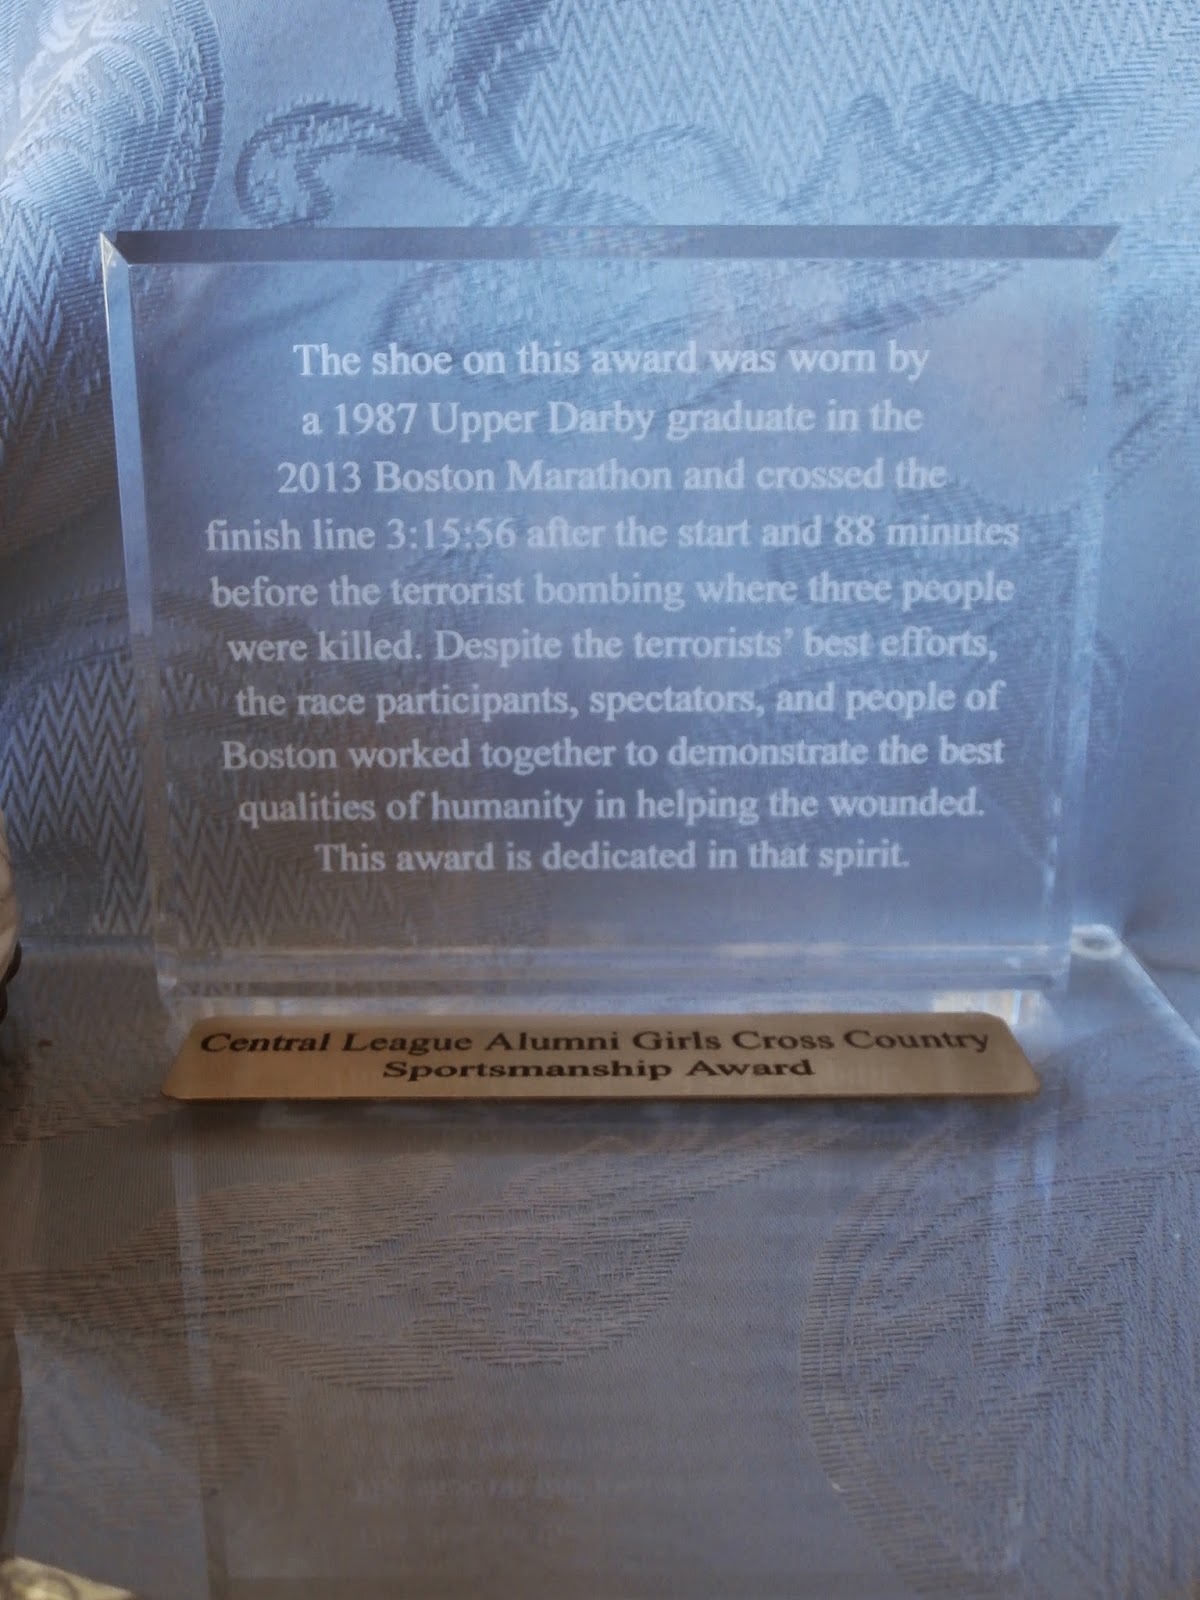 The shoe on this award was worn by
a 1987 Upper Darby graduate in the
2013 Boston Marathon and crossed the
finish line 3:15:56 after the start and 88 minutes
before the terrorist bombing where three people
were killed. Despite the terrorists' best efforts,
the race participants, spectators, and people of
Boston worked together to demonstrate the best
qualities of humanity in helping the wounded.
This award is dedicated in that spirit.
Central League Alumni Girls Cross Country
Sportsmanship Award